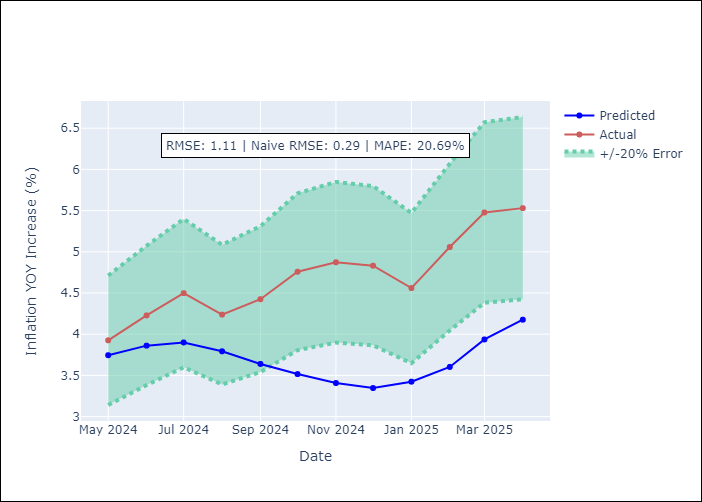 Predicted
Actual
+/-20% Error
RMSE: 1.11 | Naive RMSE: 0.29 | MAPE: 20.69%
6.5
6
5.5
5
4.5
4
3.5
3
Inflation YOY Increase (%)
May 2024
Jul 2024
Sep 2024
Nov 2024
Jan 2025
Mar 2025
Date